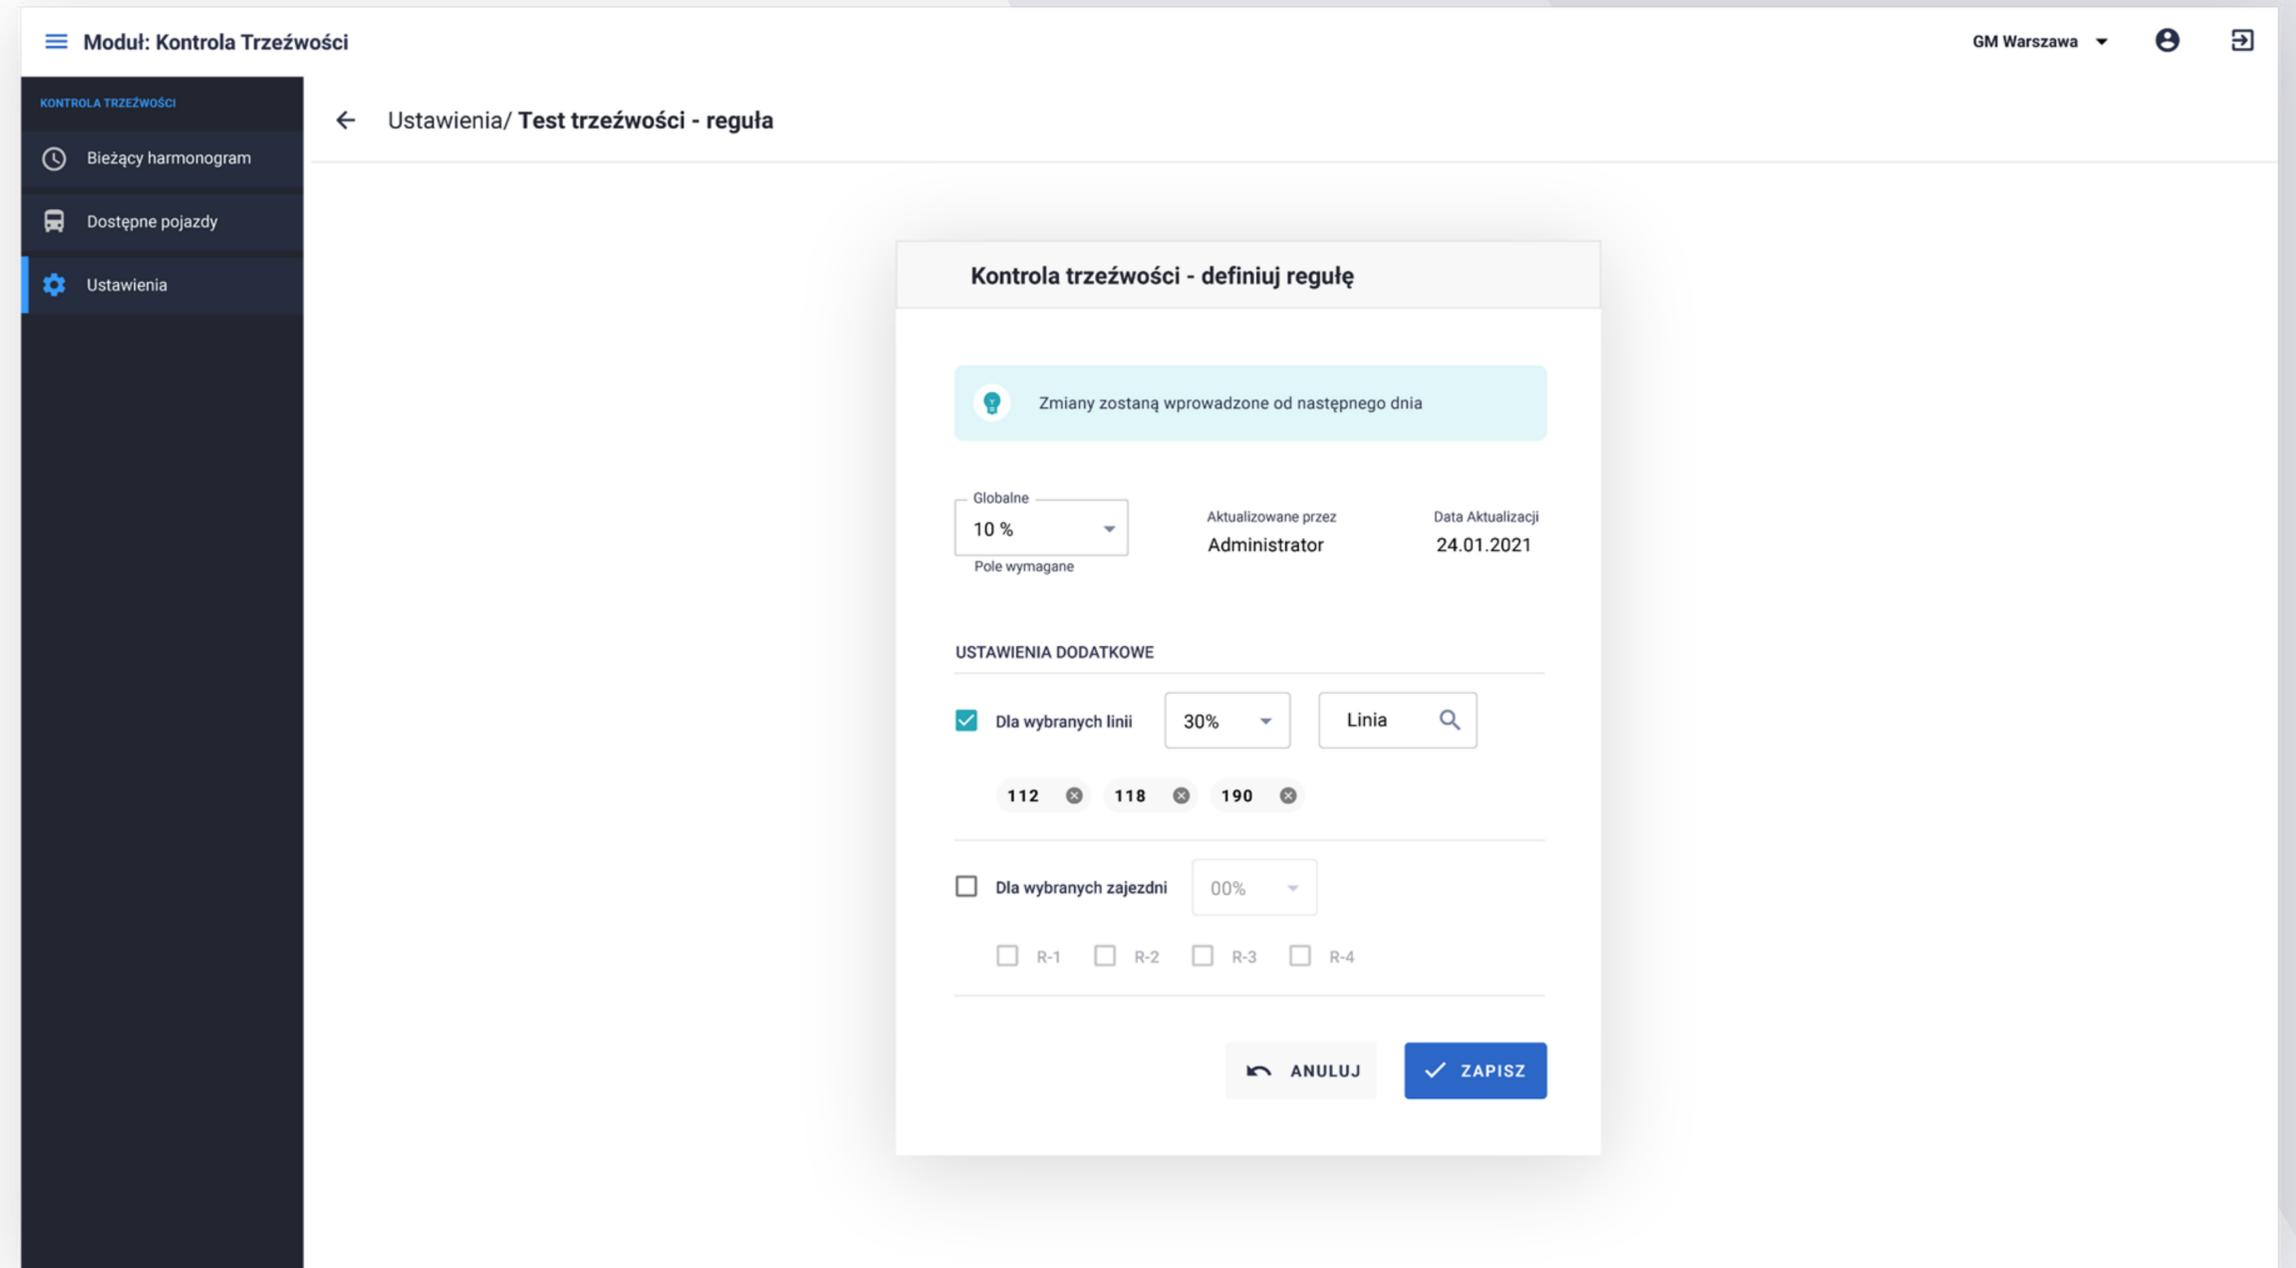 Moduł: Kontrola Trzeźwości
GM Warszawa
KONTROLA TRZEŹWOŚCI
Bieżący harmonogram
Dostępne pojazdy
Ustawienia
Ustawienia/ Test trzeźwości - reguła
Kontrola trzeźwości - definiuj regułę
Zmiany zostaną wprowadzone od następnego dnia
Globalne
10 %
Pole wymagane
Aktualizowane przez
Administrator
Data Aktualizacji
24.01.2021
USTAWIENIA DODATKOWE
Dla wybranych linii 30% Linia
112 118 190
Dla wybranych zajezdni 00%
R-1 R-2 R-3 R-4
ANULUJ ZAPISZ